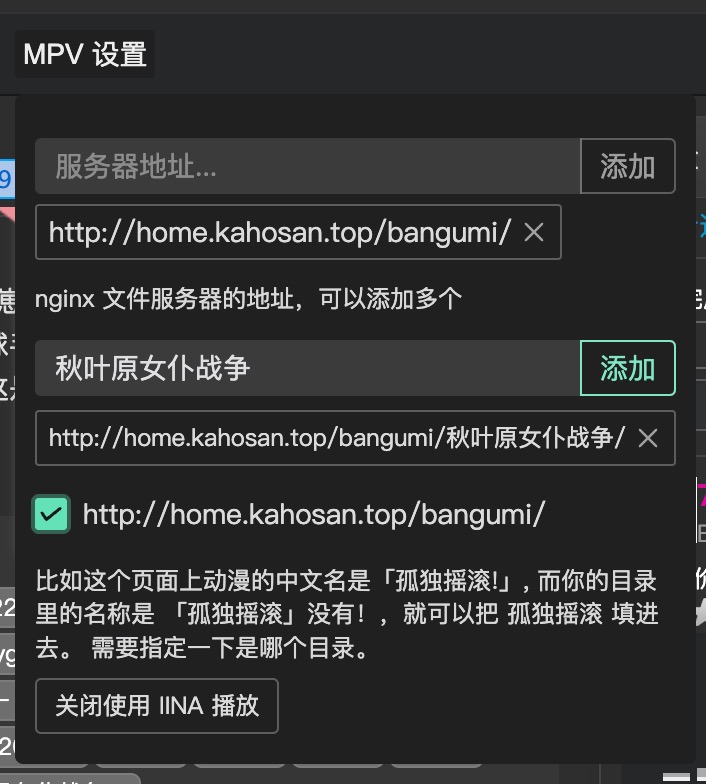 MPV 设置
服务器地址...
添加
http://home.kahosan.top/bangumi/
nginx 文件服务器的地址，可以添加多个
秋叶原女仆战争
添加
http://home.kahosan.top/bangumi/秋叶原女仆战争/
http://home.kahosan.top/bangumi/
比如这个页面上动漫的中文名是「孤独摇滚!」, 而你的目录
里的名称是 「孤独摇滚」没有！，就可以把 孤独摇滚 填进
去。 需要指定一下是哪个目录。
关闭使用 IINA 播放